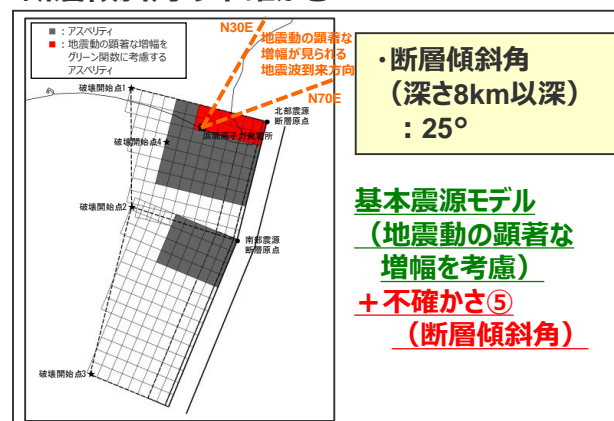 ■：アスペリティ
■：地震動の顕著な増幅を
グリーン関数に考慮する
アスペリティ
N30E
地震動の顕著な
増幅が見られる
地震波到来方向
N70E
破壊開始点1
北部震源
断層原点
浜岡原子力発電所
破壊開始点4
破壊開始点2
南部震源
断層原点
破壊開始点3
・断層傾斜角
（深さ8km以深）
：25°
基本震源モデル
（地震動の顕著な
増幅を考慮）
＋不確かさ⑤
（断層傾斜角）